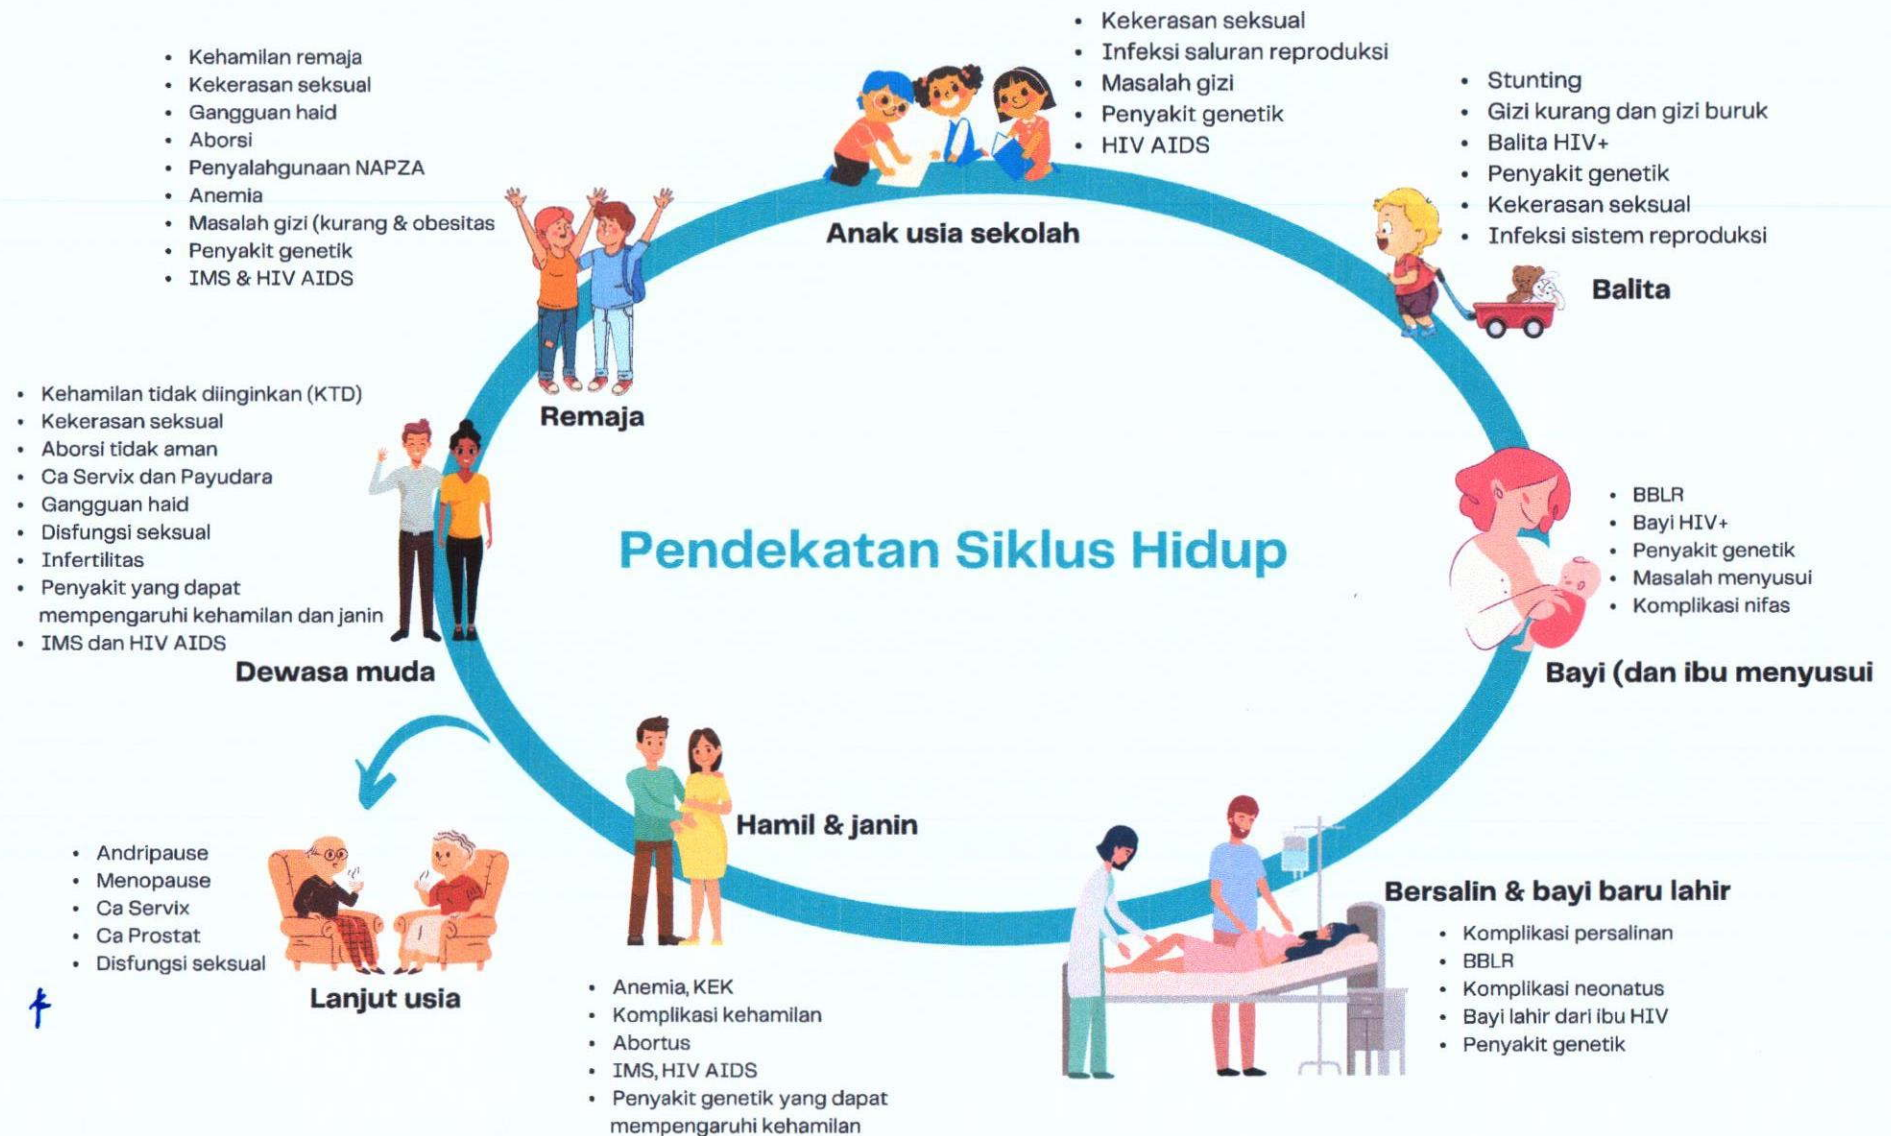 • Kehamilan remaja
• Kekerasan seksual
• Gangguan haid
• Aborsi
• Penyalahgunaan NAPZA
• Anemia
• Masalah gizi (kurang & obesitas
• Penyakit genetik
• IMS & HIV AIDS
Remaja
• Kekerasan seksual
• Infeksi saluran reproduksi
• Masalah gizi
• Penyakit genetik
• HIV AIDS
Anak usia sekolah
• Stunting
• Gizi kurang dan gizi buruk
• Balita HIV+
• Penyakit genetik
• Kekerasan seksual
• Infeksi sistem reproduksi
Balita
• Kehamilan tidak diinginkan (KTD)
• Kekerasan seksual
• Aborsi tidak aman
• Ca Servix dan Payudara
• Gangguan haid
• Disfungsi seksual
• Infertilitas
• Penyakit yang dapat
mempengaruhi kehamilan dan janin
• IMS dan HIV AIDS
Dewasa muda
Pendekatan Siklus Hidup
• BBLR
• Bayi HIV+
• Penyakit genetik
• Masalah menyusui
• Komplikasi nifas
Bayi (dan ibu menyusui
• Andripause
• Menopause
• Ca Servix
• Ca Prostat
• Disfungsi seksual
Lanjut usia
Hamil & janin
• Anemia, KEK
• Komplikasi kehamilan
• Abortus
• IMS, HIV AIDS
• Penyakit genetik yang dapat
mempengaruhi kehamilan
Bersalin & bayi baru lahir
• Komplikasi persalinan
• BBLR
• Komplikasi neonatus
• Bayi lahir dari ibu HIV
• Penyakit genetik